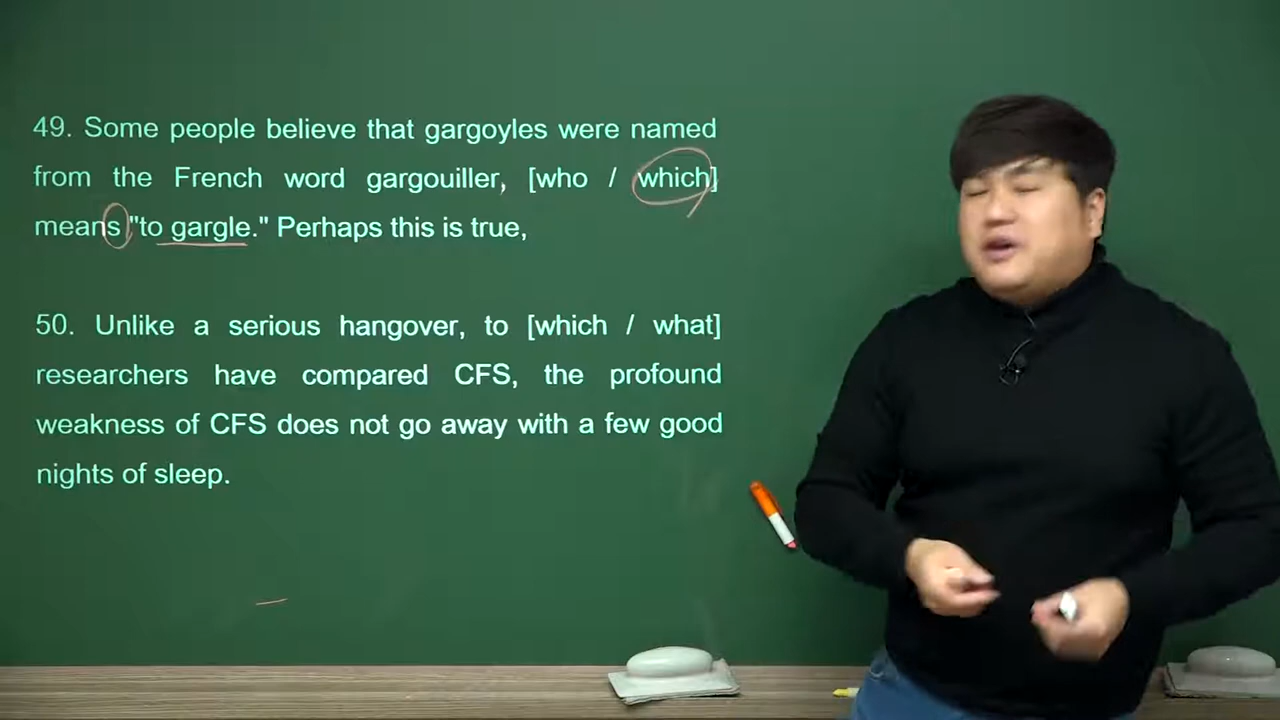 49. Some people believe that gargoyles were named
from the French word gargouiller, [who / which]
means "to gargle." Perhaps this is true,
50. Unlike a serious hangover, to [which / what]
researchers have compared CFS, the profound
weakness of CFS does not go away with a few good
nights of sleep.